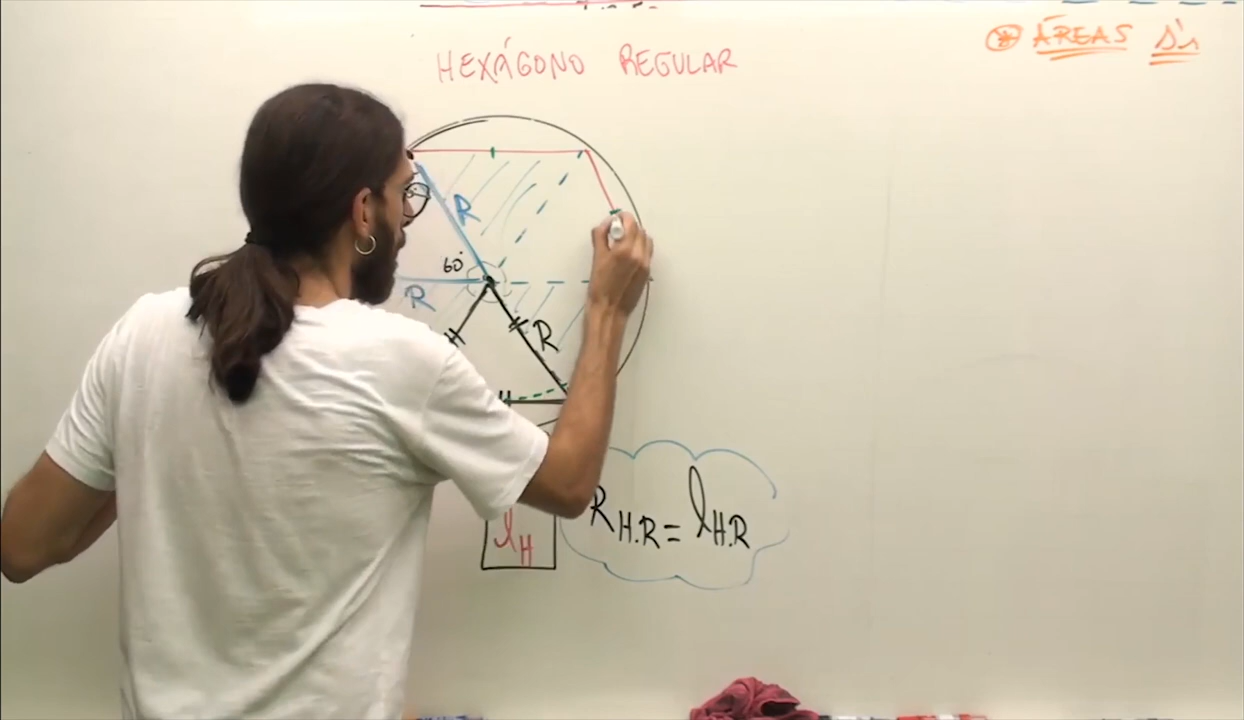 HEXÁGONO REGULAR
ÁREAS Δ's
R
60°
R
R
R H.R = l H.R
l H